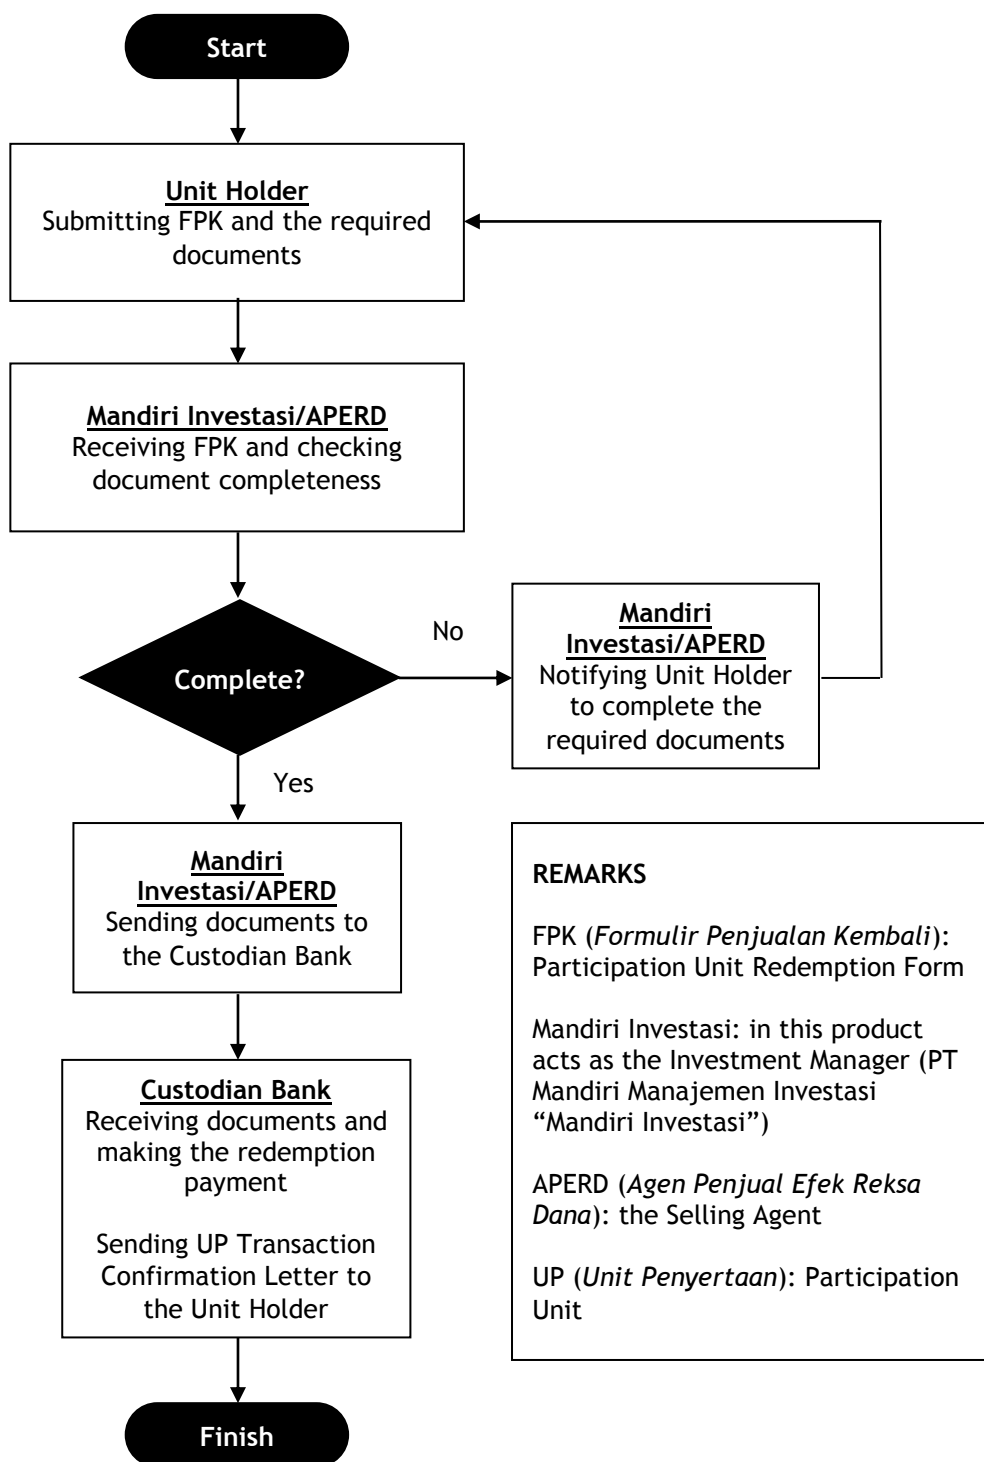 Start
Unit Holder
Submitting FPK and the required
documents
Mandiri Investasi/APERD
Receiving FPK and checking
document completeness
Complete?
No
Mandiri
Investasi/APERD
Notifying Unit Holder
to complete the
required documents
Yes
Mandiri
Investasi/APERD
Sending documents to
the Custodian Bank
Custodian Bank
Receiving documents and
making the redemption
payment
Sending UP Transaction
Confirmation Letter to
the Unit Holder
Finish
REMARKS
FPK (Formulir Penjualan Kembali):
Participation Unit Redemption Form
Mandiri Investasi: in this product
acts as the Investment Manager (PT
Mandiri Manajemen Investasi
“Mandiri Investasi”)
APERD (Agen Penjual Efek Reksa
Dana): the Selling Agent
UP (Unit Penyertaan): Participation
Unit